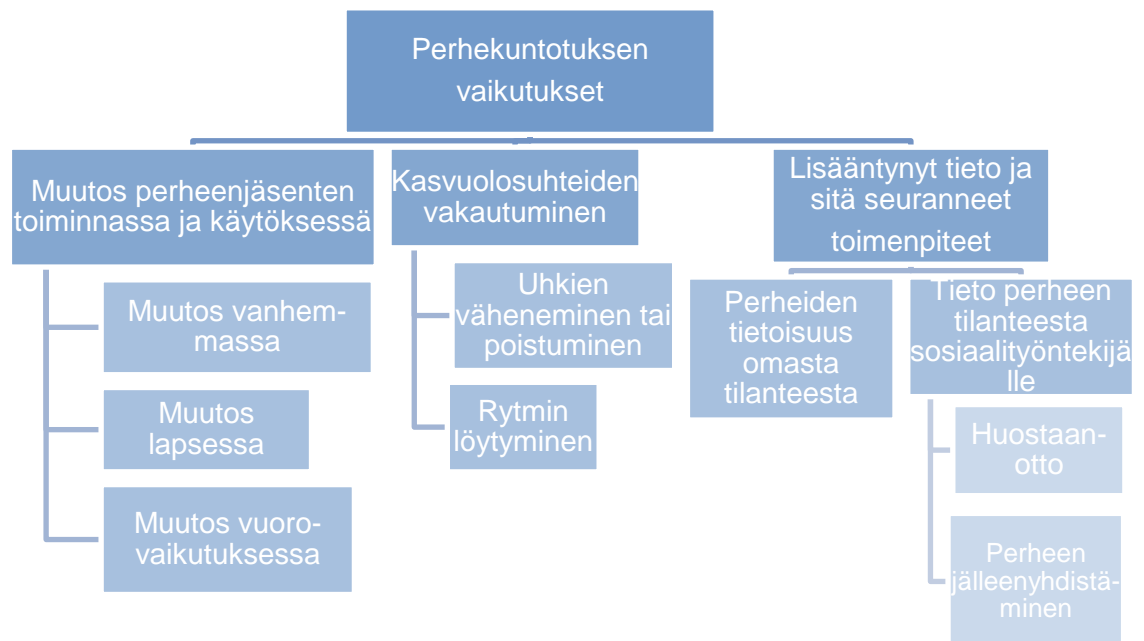 Perhekuntotuksen
vaikutukset
Muutos perheenjäsenten
toiminnassa ja käytöksessä
Muutos vanhem-
massa
Muutos
lapsessa
Muutos vuoro-
vaikutuksessa
Kasvuolosuhteiden
vakautuminen
Uhkien
väheneminen tai
poistuminen
Rytmin
löytyminen
Lisääntynyt tieto ja
sitä seuranneet
toimenpiteet
Perheiden
tietoisuus
omasta
tilanteesta
Tieto perheen
tilanteesta
sosiaalityöntekijä
lle
Huostaan-
otto
Perheen
jälleenyhdistä-
minen